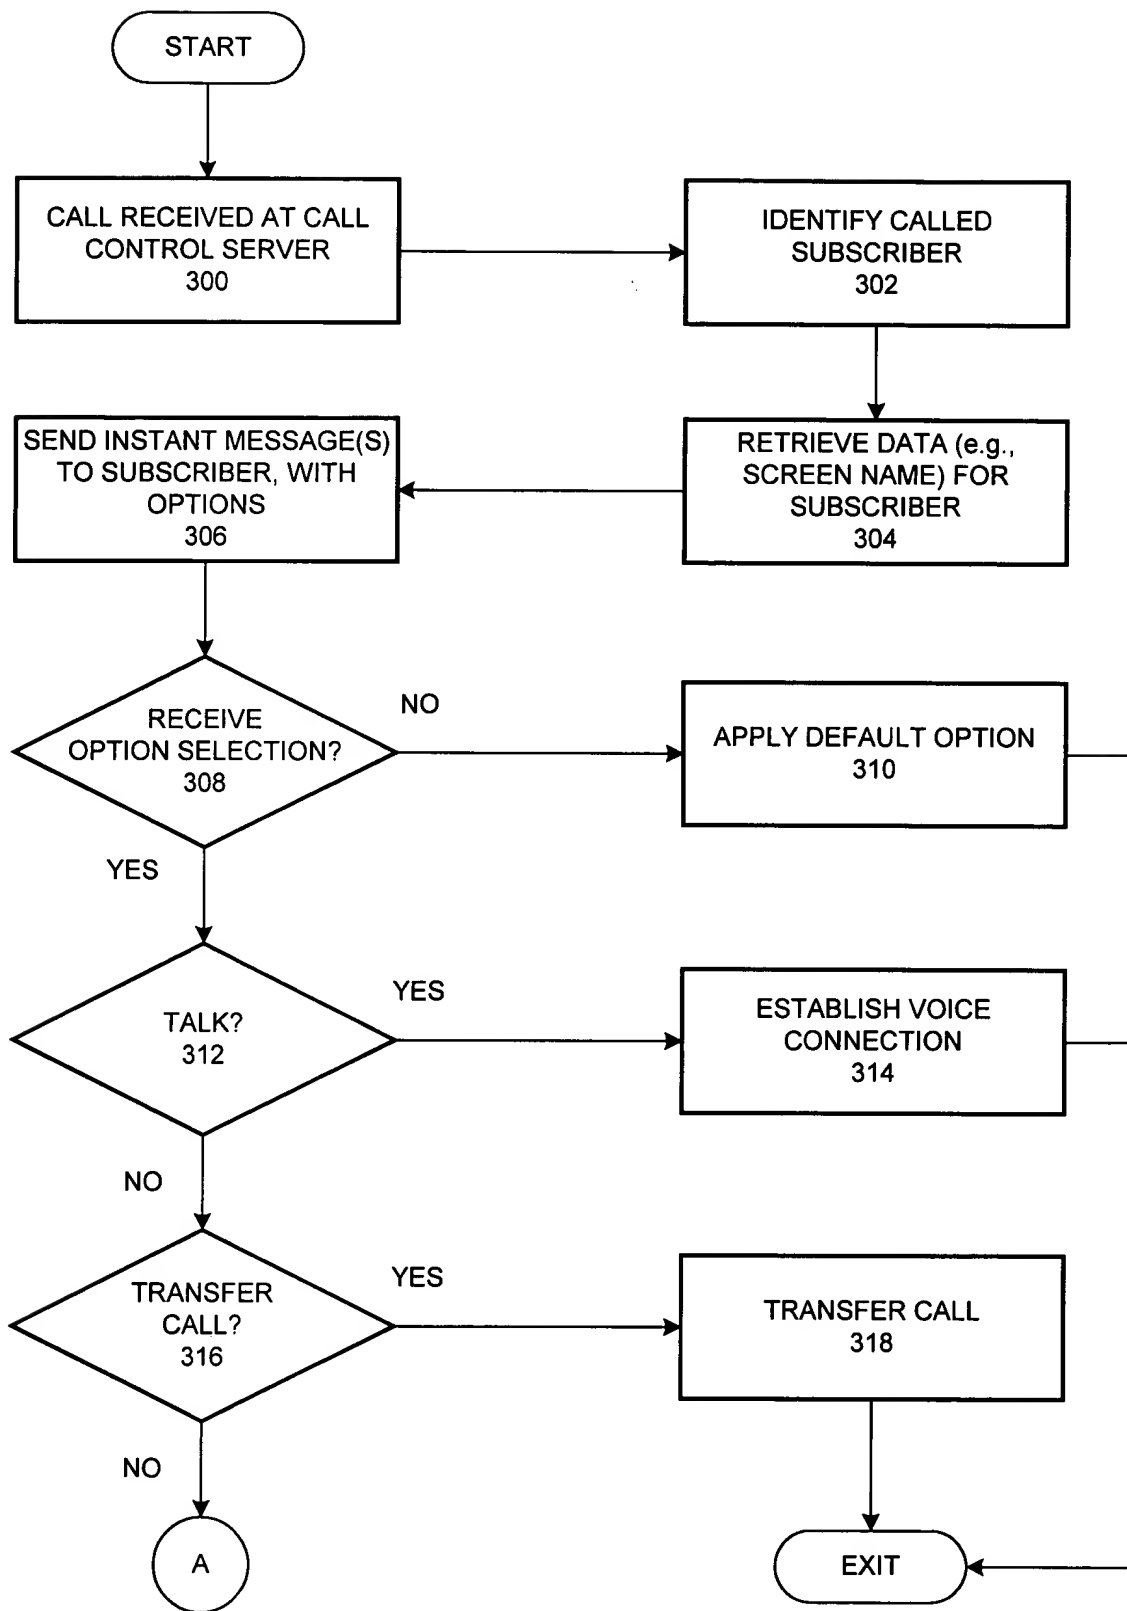 START
CALL RECEIVED AT CALL
CONTROL SERVER
300
IDENTIFY CALLED
SUBSCRIBER
302
RETRIEVE DATA (e.g.,
SCREEN NAME) FOR
SUBSCRIBER
304
SEND INSTANT MESSAGE(S)
TO SUBSCRIBER, WITH
OPTIONS
306
RECEIVE
OPTION SELECTION?
308
NO
APPLY DEFAULT OPTION
310
YES
TALK?
312
YES
ESTABLISH VOICE
CONNECTION
314
NO
TRANSFER
CALL?
316
YES
TRANSFER CALL
318
NO
A
EXIT